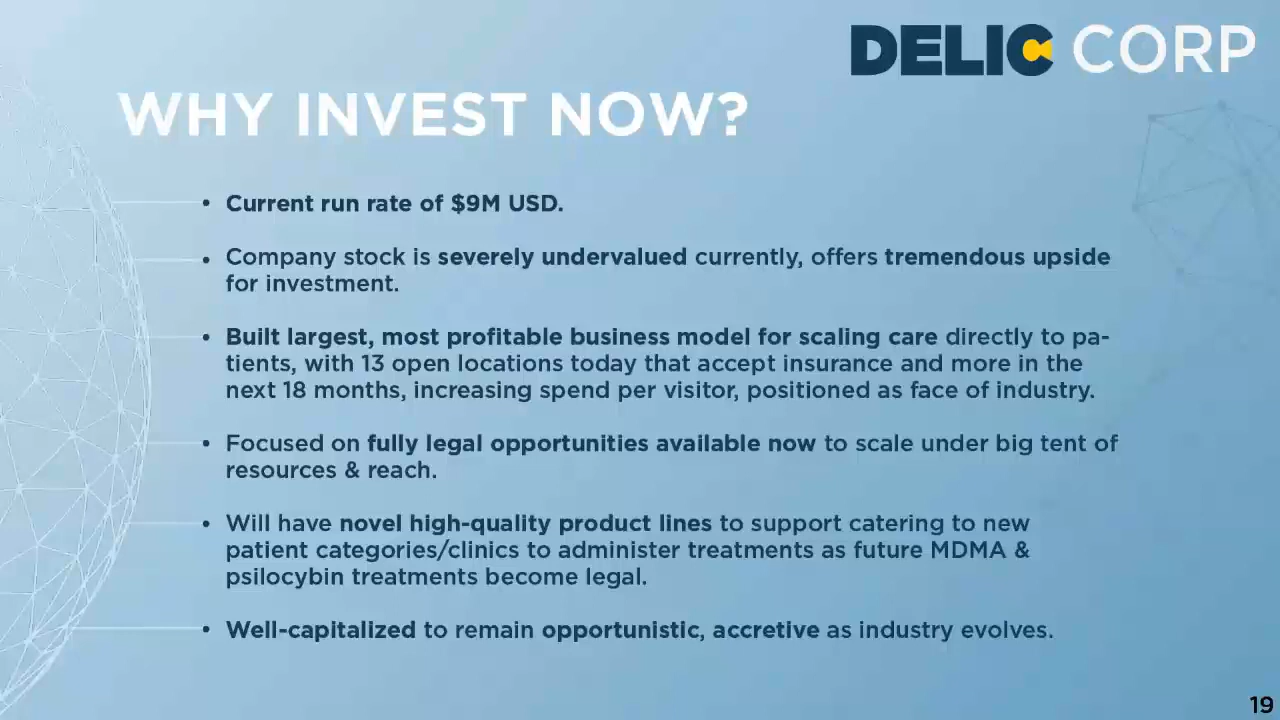 DELIC CORP
WHY INVEST NOW?
• Current run rate of $9M USD.
• Company stock is severely undervalued currently, offers tremendous upside
for investment.
• Built largest, most profitable business model for scaling care directly to pa-
tients, with 13 open locations today that accept insurance and more in the
next 18 months, increasing spend per visitor, positioned as face of industry.
• Focused on fully legal opportunities available now to scale under big tent of
resources & reach.
• Will have novel high-quality product lines to support catering to new
patient categories/clinics to administer treatments as future MDMA &
psilocybin treatments become legal.
• Well-capitalized to remain opportunistic, accretive as industry evolves.
19